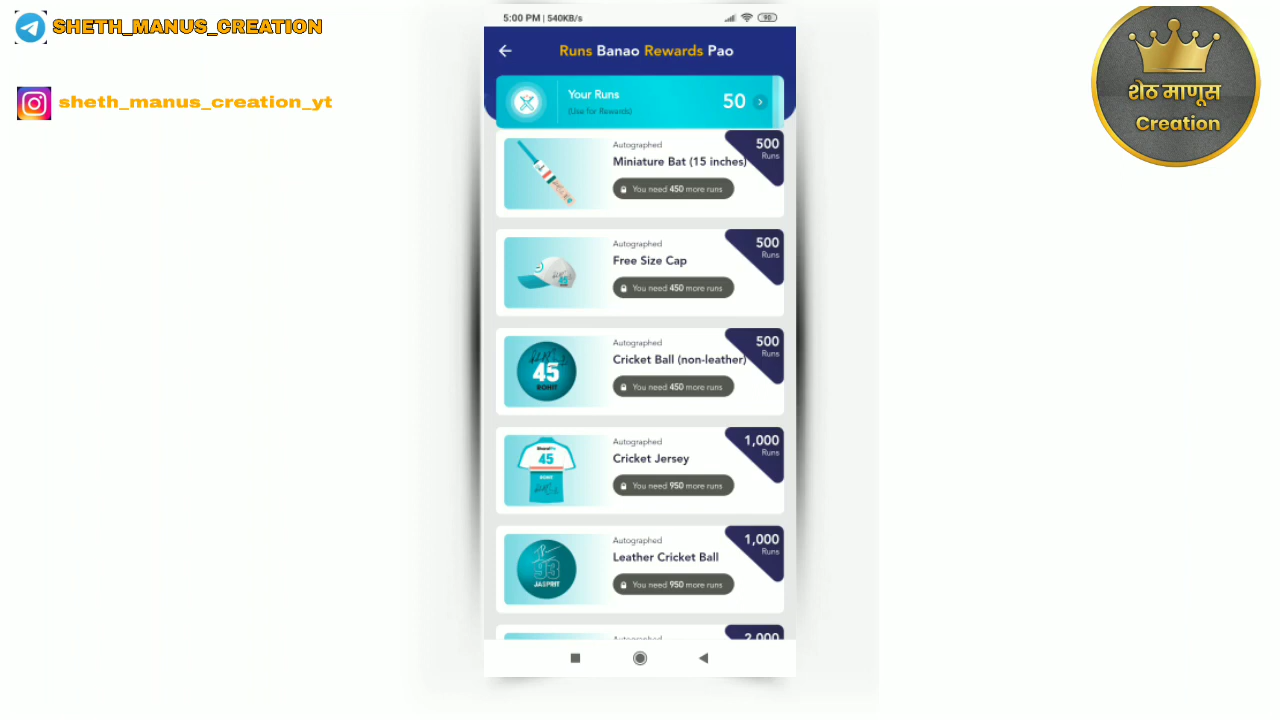 SHETH_MANUS_CREATION
sheth_manus_creation_yt
शेठ माणूस
Creation
5:00 PM | 540KB/s
90
Runs Banao Rewards Pao
Your Runs
(Use for Rewards)
50
Autographed
Miniature Bat (15 inches)
You need 450 more runs
500
Runs
Autographed
Free Size Cap
You need 450 more runs
500
Runs
45
ROHIT
Autographed
Cricket Ball (non-leather)
You need 450 more runs
500
Runs
BharatPe
45
ROHIT
Autographed
Cricket Jersey
You need 950 more runs
1,000
Runs
93
JASPRIT
Autographed
Leather Cricket Ball
You need 950 more runs
1,000
Runs
Autographed
2,000